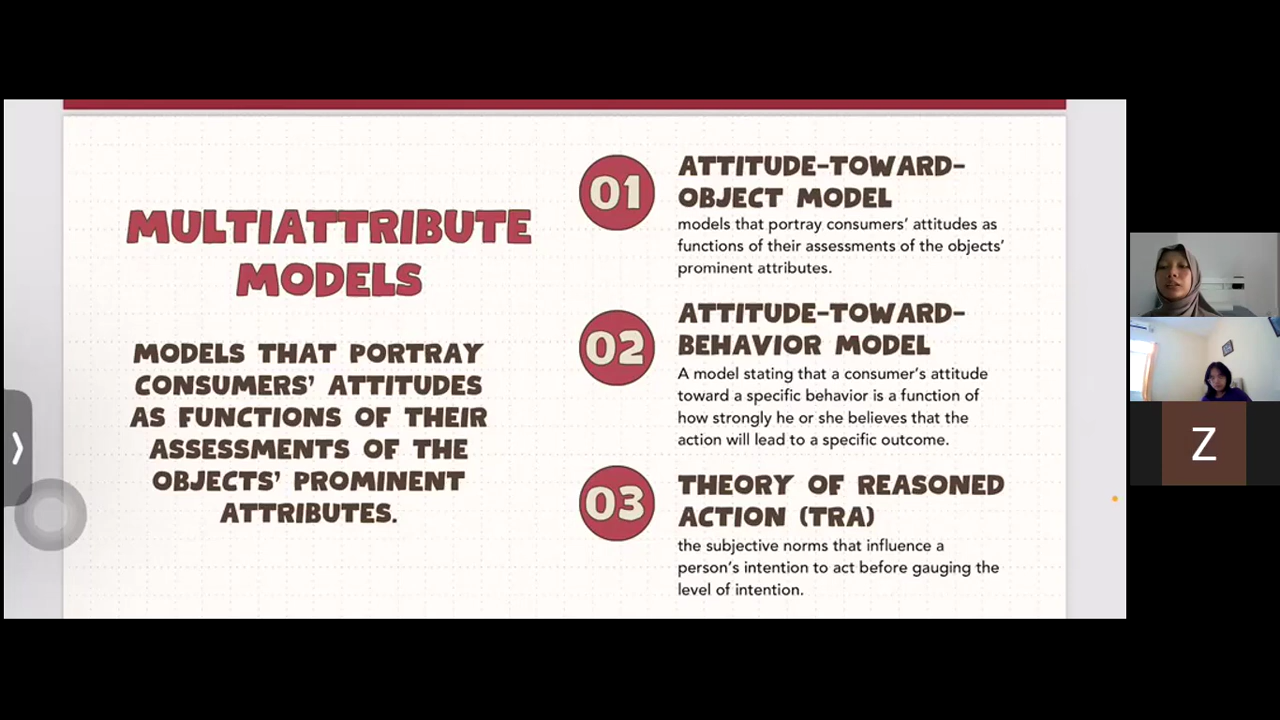 MULTIATTRIBUTE
MODELS
MODELS THAT PORTRAY
CONSUMERS' ATTITUDES
AS FUNCTIONS OF THEIR
ASSESSMENTS OF THE
OBJECTS' PROMINENT
ATTRIBUTES.
01
ATTITUDE-TOWARD-
OBJECT MODEL
models that portray consumers' attitudes as
functions of their assessments of the objects'
prominent attributes.
02
ATTITUDE-TOWARD-
BEHAVIOR MODEL
A model stating that a consumer's attitude
toward a specific behavior is a function of
how strongly he or she believes that the
action will lead to a specific outcome.
03
THEORY OF REASONED
ACTION (TRA)
the subjective norms that influence a
person's intention to act before gauging the
level of intention.
Z